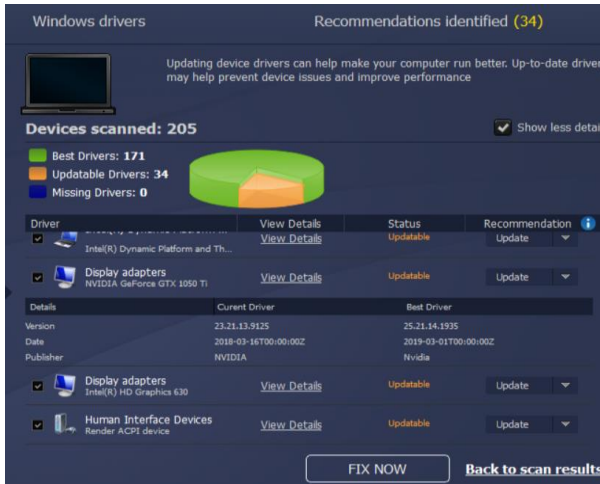 Windows drivers
Recommendations identified (34)
Updating device drivers can help make your computer run better. Up-to-date driver
may help prevent device issues and improve performance
Devices scanned: 205
Show less detai
Best Drivers: 171
Updatable Drivers: 34
Missing Drivers: 0
Driver View Details Status Recommendation
View Details Updatable Update
Intel(R) Dynamic Platform and Th...
Display adapters
NVIDIA GeForce GTX 1050 Ti
View Details Updatable Update
Details Curent Driver Best Driver
Version 23.21.13.9125 25.21.14.1935
Date 2018-03-16T00:00:00Z 2019-03-01T00:00:00Z
Publisher NVIDIA Nvidia
Display adapters
Intel(R) HD Graphics 630
View Details Updatable Update
Human Interface Devices
Render ACPI device
View Details Updatable Update
FIX NOW
Back to scan results